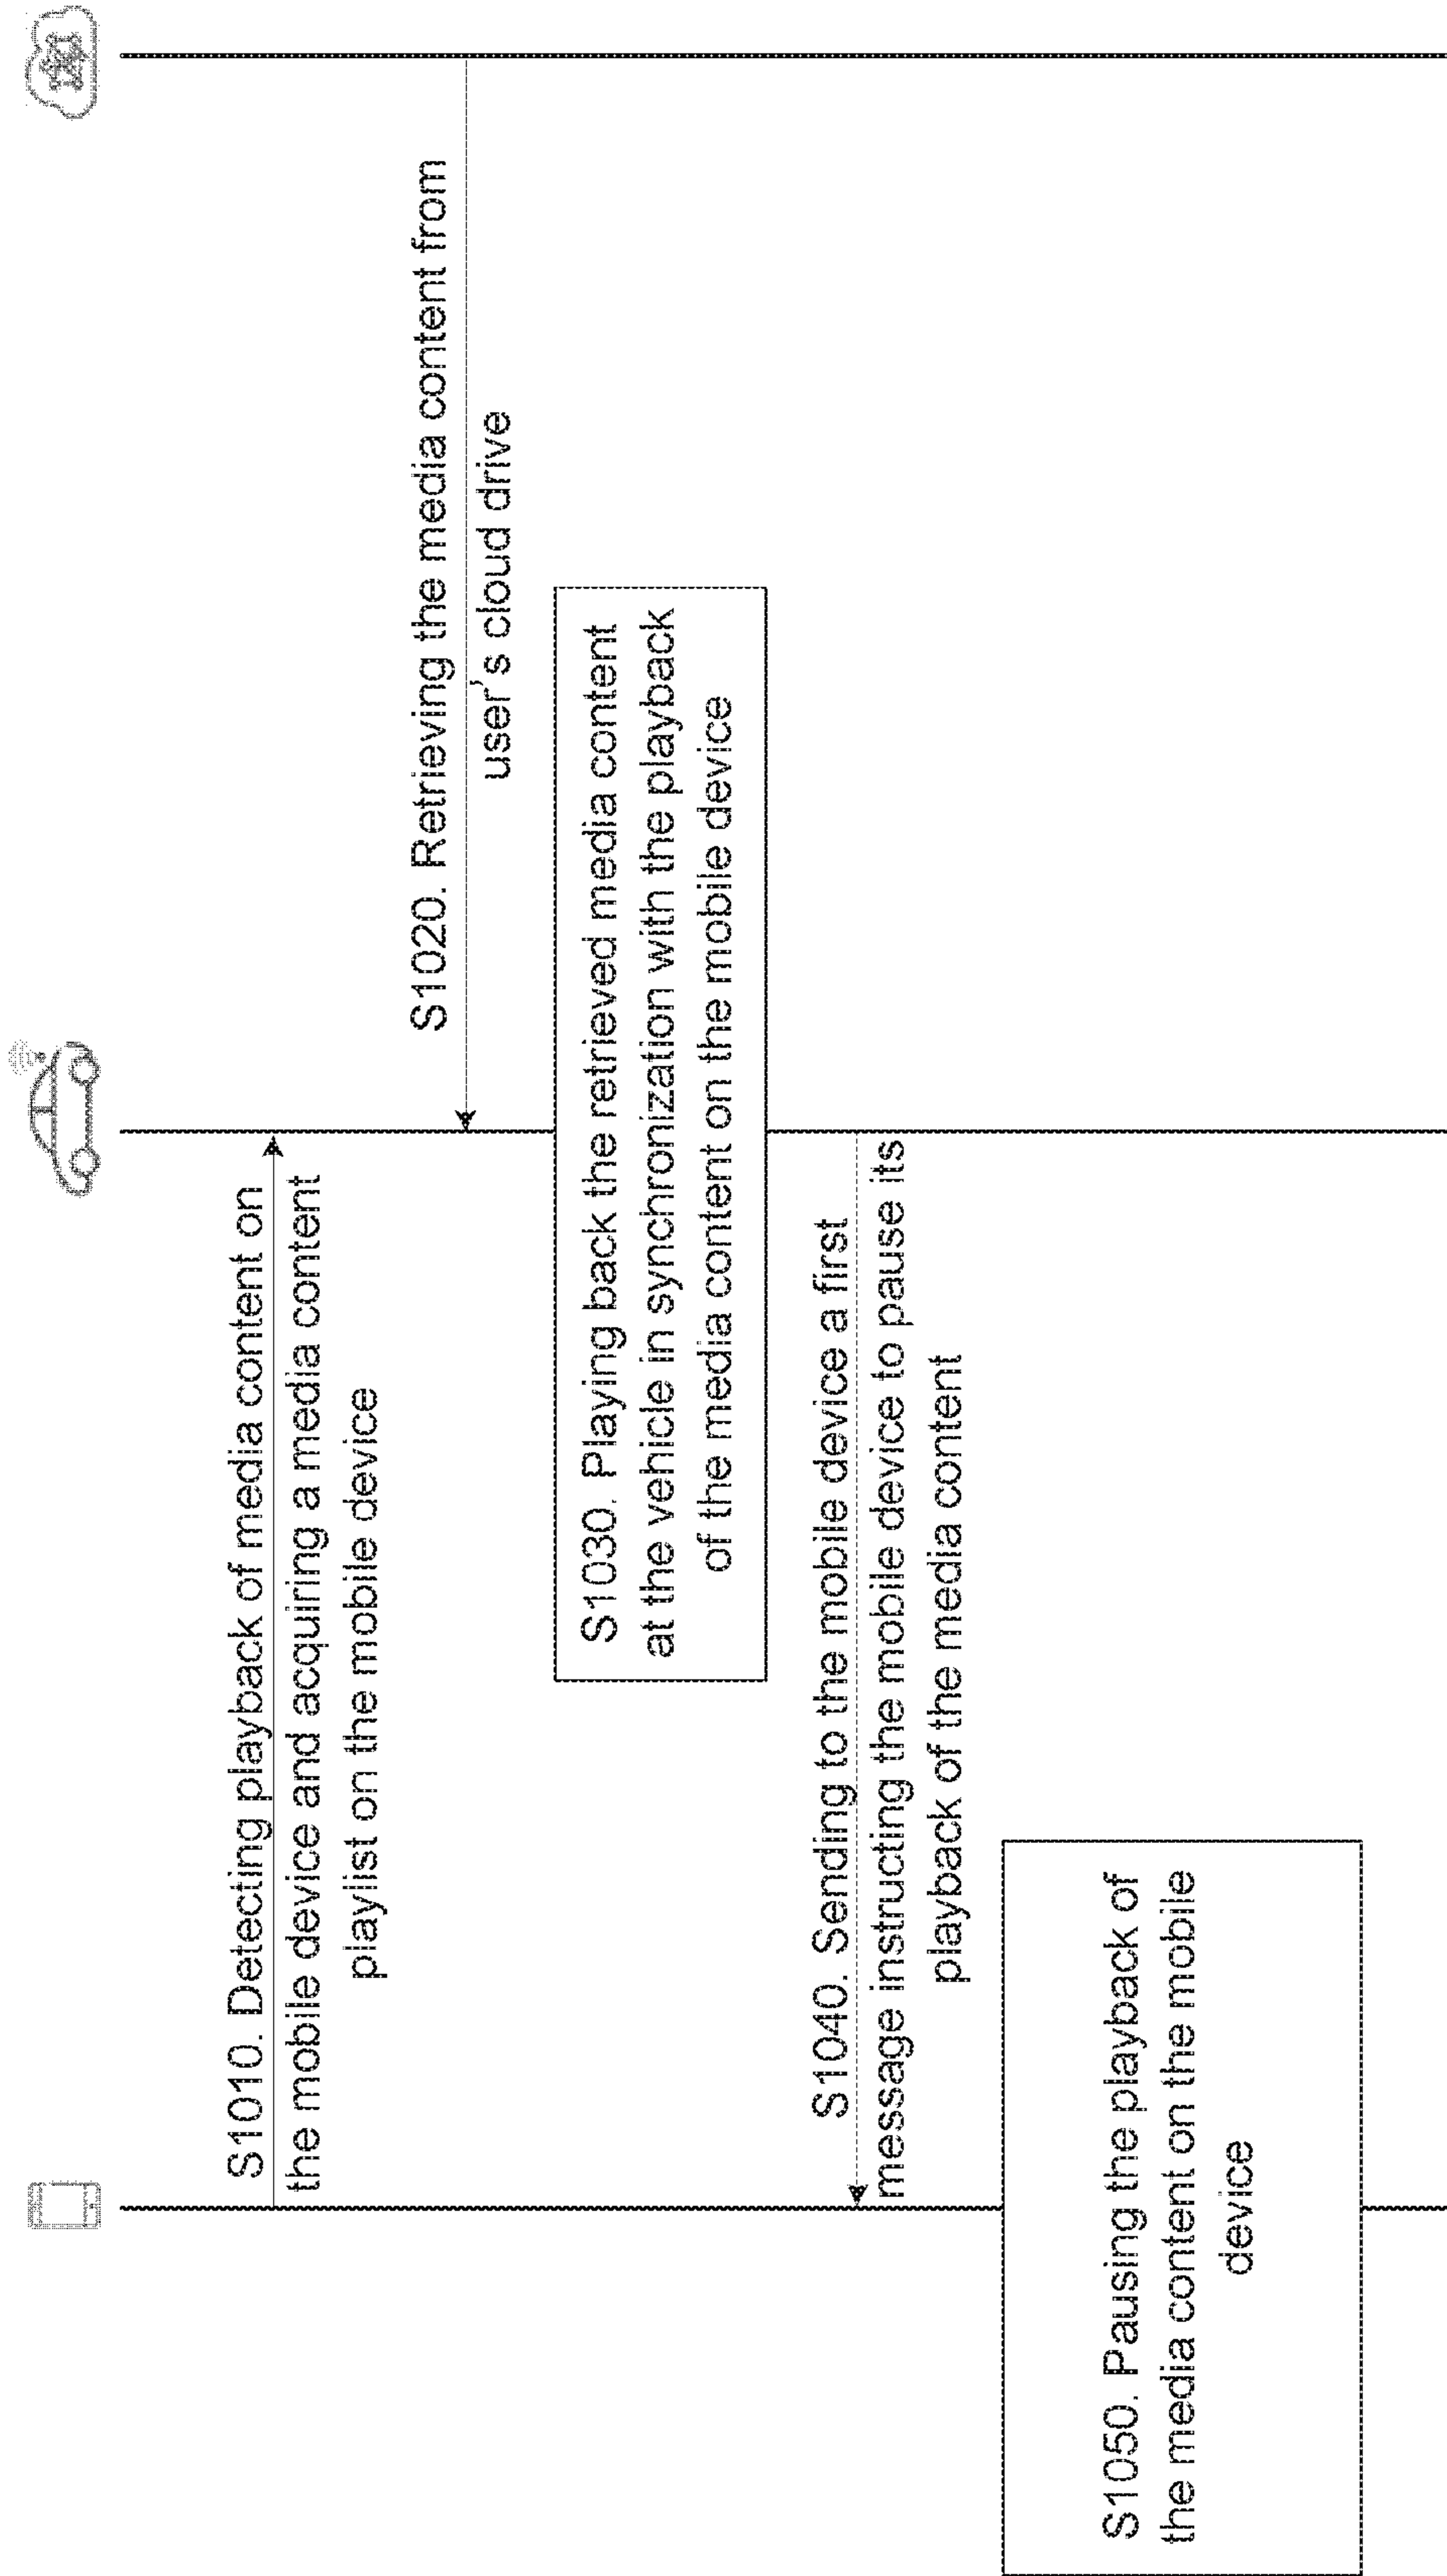 S1010. Detecting playback of media content on
the mobile device and acquiring a media content
playlist on the mobile device
S1020. Retrieving the media content from
user's cloud drive
S1030. Playing back the retrieved media content
at the vehicle in synchronization with the playback
of the media content on the mobile device
S1040. Sending to the mobile device a first
message instructing the mobile device to pause its
playback of the media content
S1050. Pausing the playback of
the media content on the mobile
device